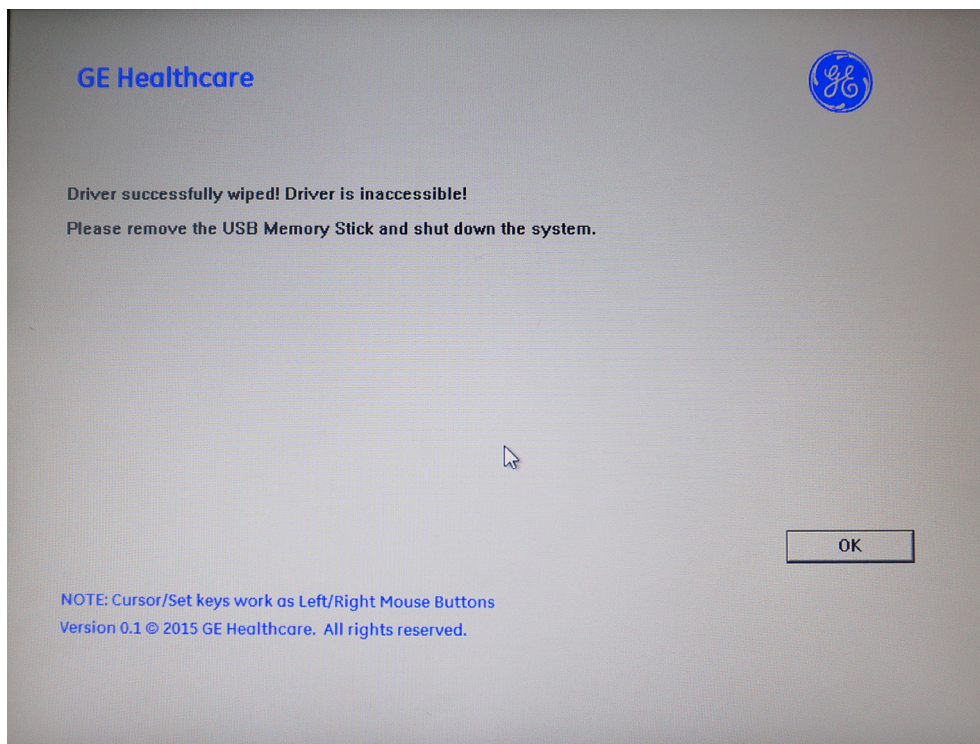 GE Healthcare
GE
Driver successfully wiped! Driver is inaccessible!
Please remove the USB Memory Stick and shut down the system.
OK
NOTE: Cursor/Set keys work as Left/Right Mouse Buttons
Version 0.1 © 2015 GE Healthcare. All rights reserved.